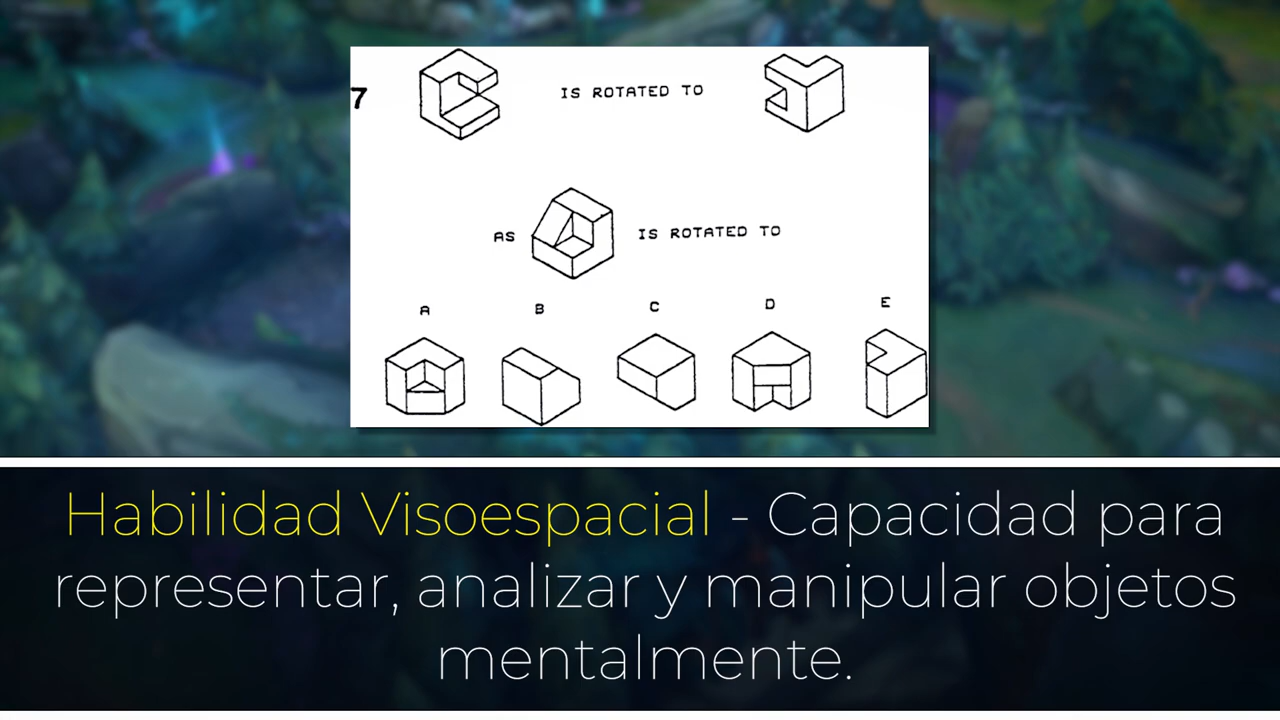 7 IS ROTATED TO
AS IS ROTATED TO
A B C D E
Habilidad Visoespacial - Capacidad para
representar, analizar y manipular objetos
mentalmente.